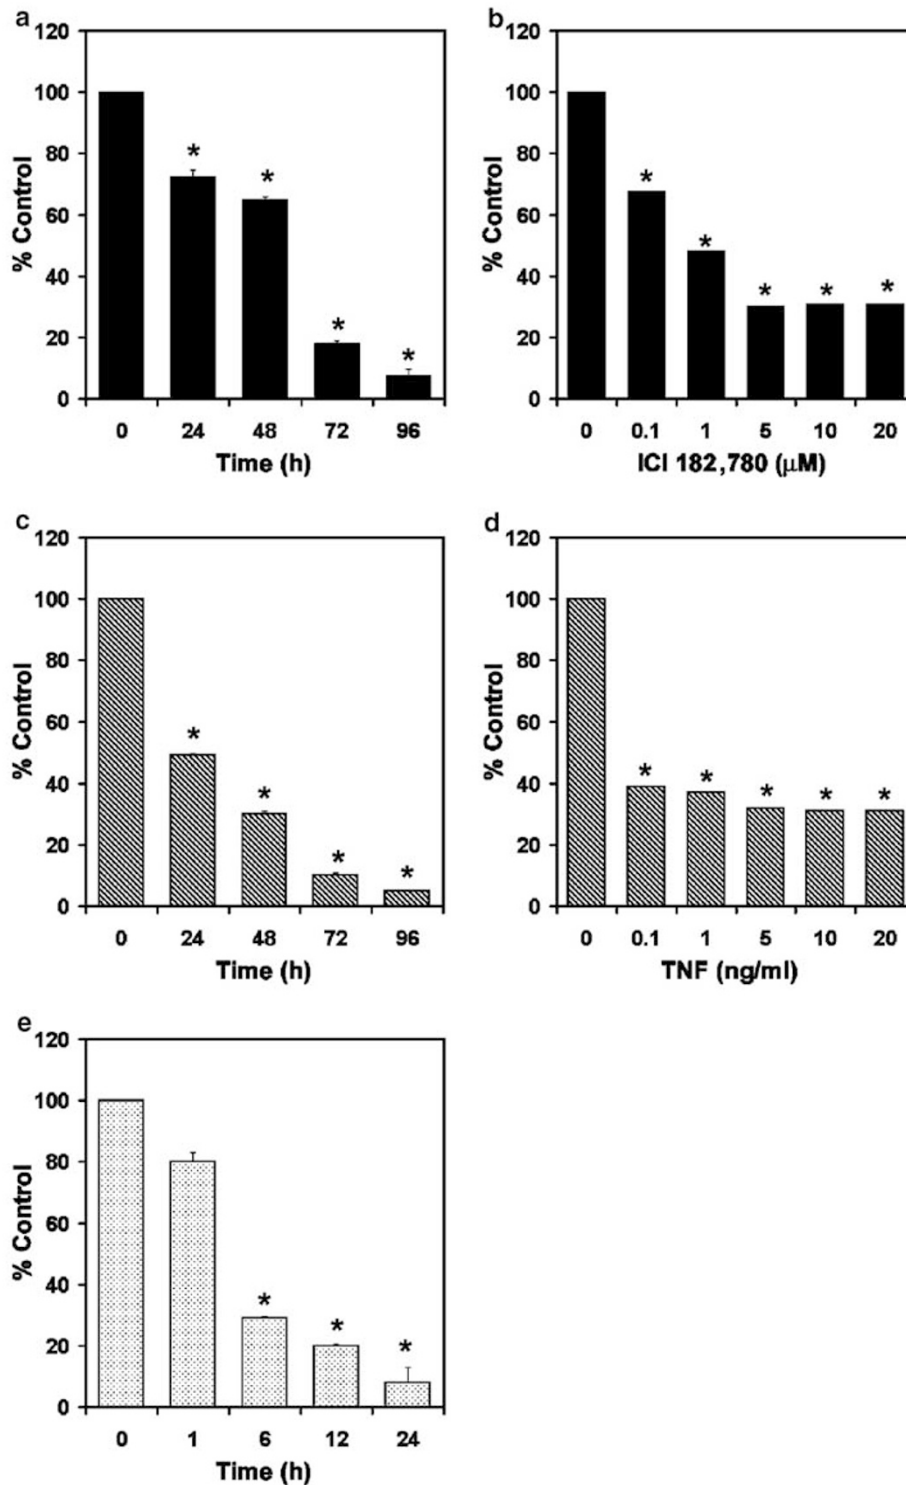 a
120
100
80
60
40
20
0
% Control
* * * *
0 24 48 72 96
Time (h)
b
120
100
80
60
40
20
0
% Control
* * * * *
0 0.1 1 5 10 20
ICI 182,780 (µM)
c
120
100
80
60
40
20
0
% Control
* * * *
0 24 48 72 96
Time (h)
d
120
100
80
60
40
20
0
% Control
* * * * *
0 0.1 1 5 10 20
TNF (ng/ml)
e
120
100
80
60
40
20
0
% Control
* * *
0 1 6 12 24
Time (h)